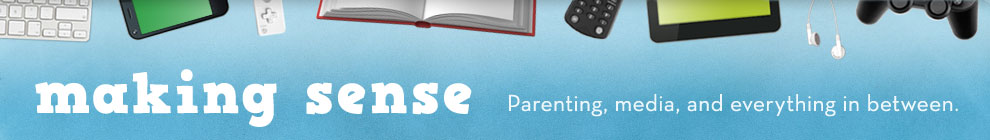 making sense Parenting, media, and everything in between.